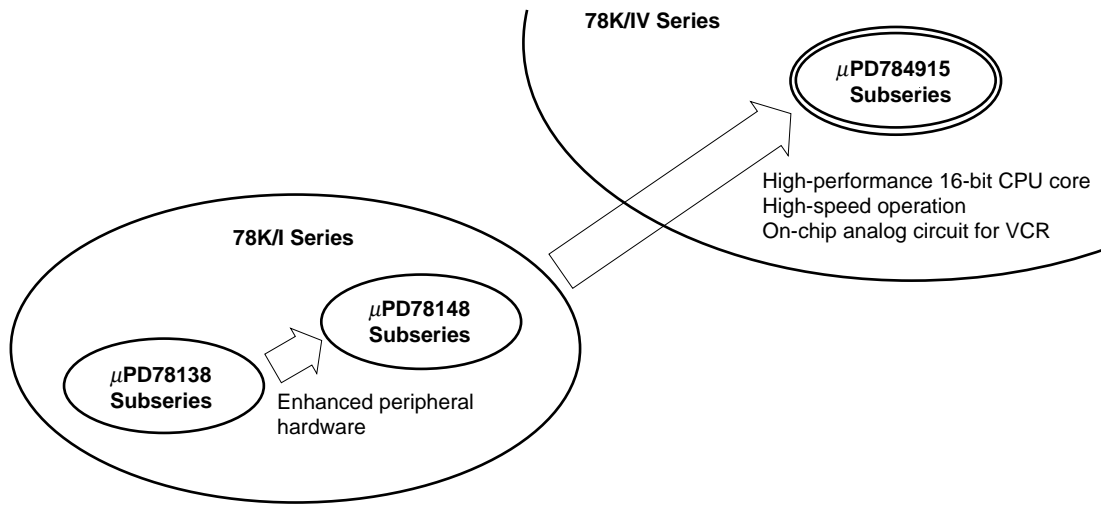 78K/IV Series
μPD784915
Subseries
High-performance 16-bit CPU core
High-speed operation
On-chip analog circuit for VCR
78K/I Series
μPD78148
Subseries
μPD78138
Subseries
Enhanced peripheral
hardware